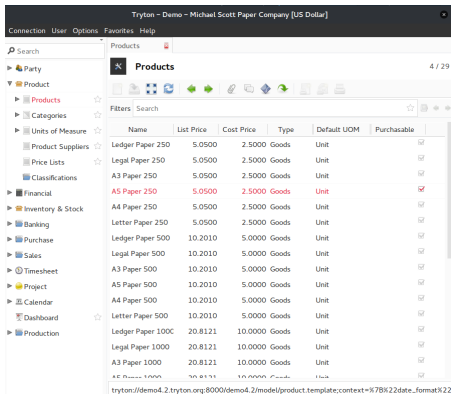 Tryton - Demo - Michael Scott Paper Company [US Dollar]
Connection User Options Favorites Help
Search
Party
Product
Products
Categories
Units of Measure
Product Suppliers
Price Lists
Classifications
Financial
Inventory & Stock
Banking
Purchase
Sales
Timesheet
Project
Calendar
Dashboard
Production
Products
Products 4 / 29
Filters Search
Name List Price Cost Price Type Default UOM Purchasable
Ledger Paper 250 5.0500 2.5000 Goods Unit
Legal Paper 250 5.0500 2.5000 Goods Unit
A3 Paper 250 5.0500 2.5000 Goods Unit
A5 Paper 250 5.0500 2.5000 Goods Unit
A4 Paper 250 5.0500 2.5000 Goods Unit
Letter Paper 250 5.0500 2.5000 Goods Unit
Ledger Paper 500 10.2010 5.0000 Goods Unit
Legal Paper 500 10.2010 5.0000 Goods Unit
A3 Paper 500 10.2010 5.0000 Goods Unit
A5 Paper 500 10.2010 5.0000 Goods Unit
A4 Paper 500 10.2010 5.0000 Goods Unit
Letter Paper 500 10.2010 5.0000 Goods Unit
Ledger Paper 1000 20.8121 10.0000 Goods Unit
Legal Paper 1000 20.8121 10.0000 Goods Unit
A3 Paper 1000 20.8121 10.0000 Goods Unit
A5 Paper 1000 20.8121 10.0000 Goods Unit
tryton://demo4.2.tryton.org:8000/demo4.2/model/product.template;context=%7B%22date_format%22